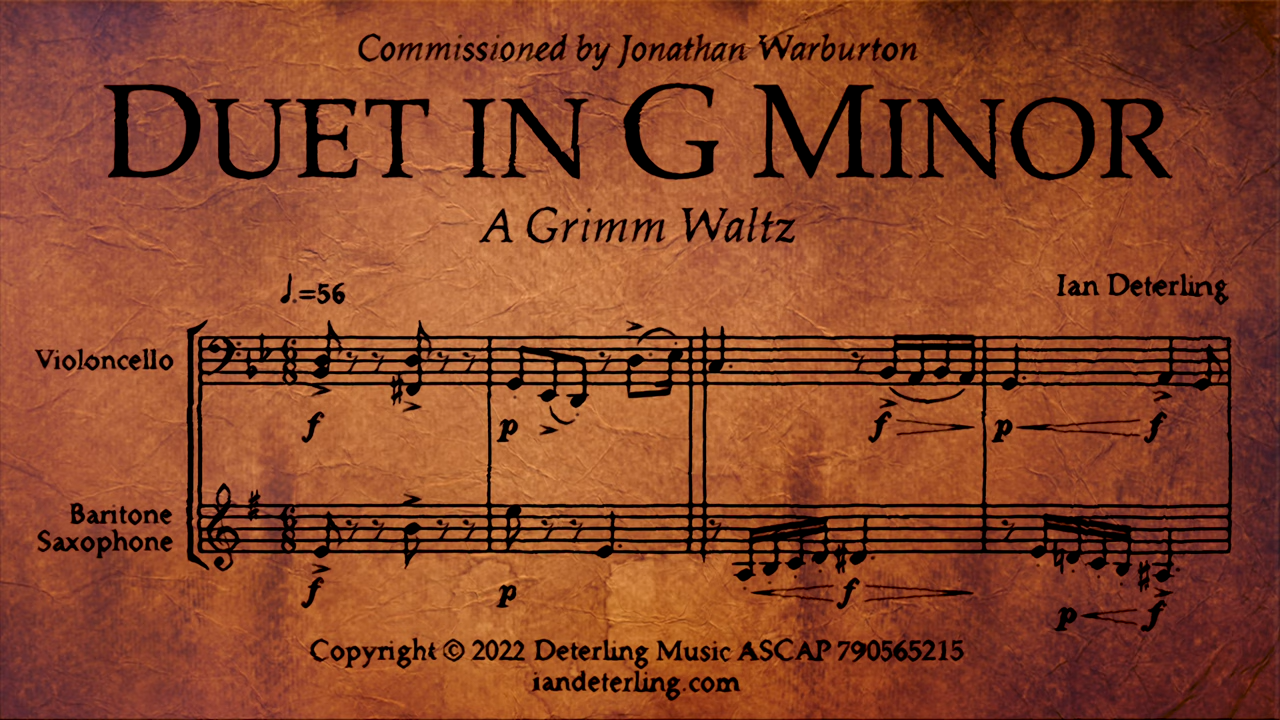 Commissioned by Jonathan Warburton
DUET IN G MINOR
A Grimm Waltz
♩.=56
Ian Deterling
Violoncello
f
p
f
p
f
Baritone
Saxophone
f
p
f
p
f
Copyright © 2022 Deterling Music ASCAP 790565215
iandeterling.com